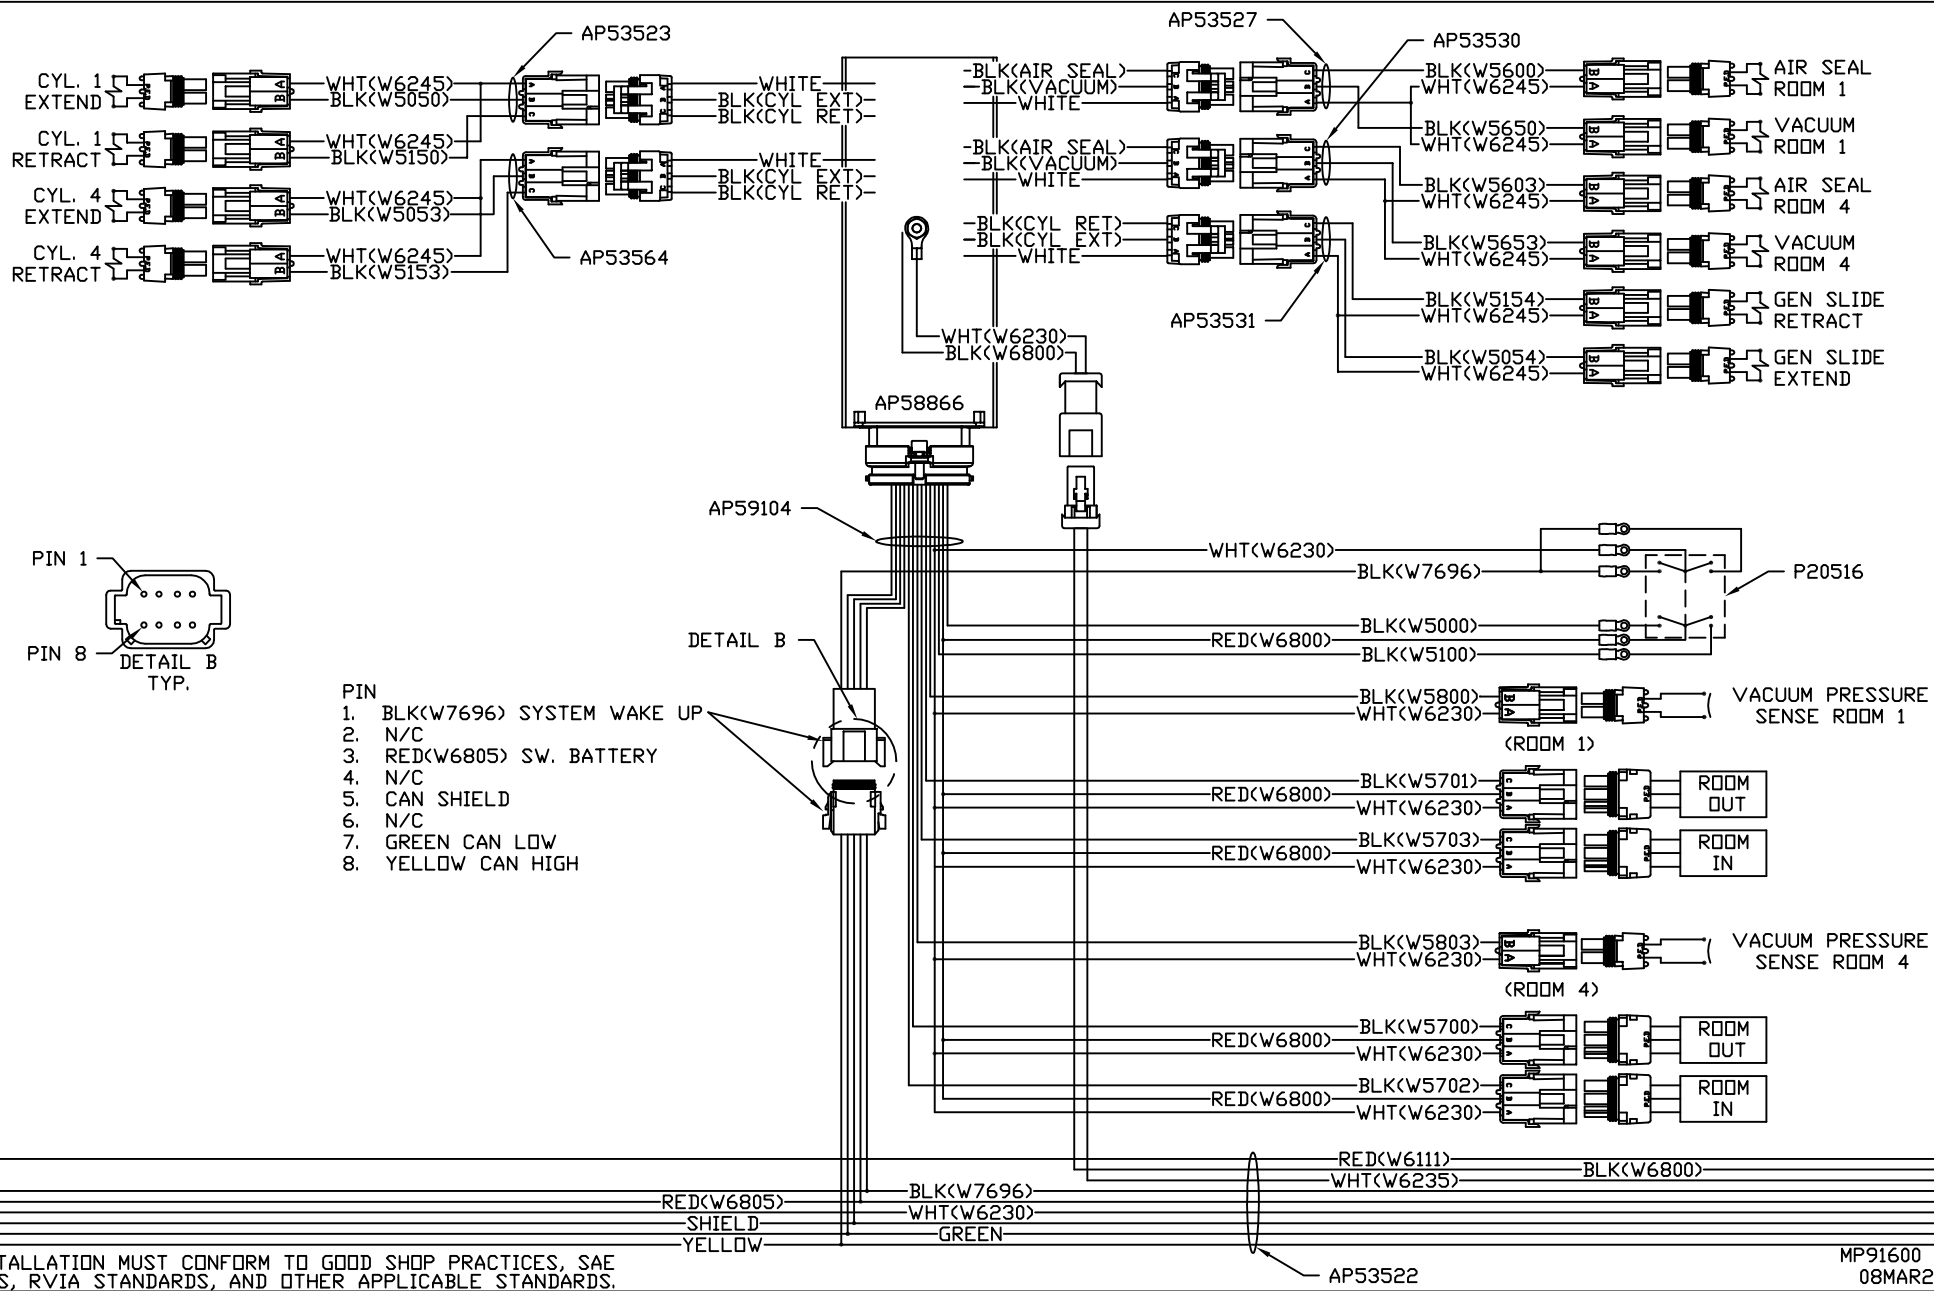 AP53523
CYL. 1
EXTEND
WHT(W6245)
BLK(W5050)
A
B
A
B
C
WHITE
BLK(CYL EXT)
BLK(CYL RET)
CYL. 1
RETRACT
WHT(W6245)
BLK(W5150)
A
B
CYL. 4
EXTEND
WHT(W6245)
BLK(W5053)
A
B
A
B
C
WHITE
BLK(CYL EXT)
BLK(CYL RET)
CYL. 4
RETRACT
WHT(W6245)
BLK(W5153)
A
B
AP53564
AP53527
AP53530
BLK(AIR SEAL)
BLK(VACUUM)
WHITE
C
B
A
BLK(W5600)
WHT(W6245)
B
A
AIR SEAL
ROOM 1
BLK(W5650)
WHT(W6245)
B
A
VACUUM
ROOM 1
BLK(AIR SEAL)
BLK(VACUUM)
WHITE
C
B
A
BLK(W5603)
WHT(W6245)
B
A
AIR SEAL
ROOM 4
BLK(W5653)
WHT(W6245)
B
A
VACUUM
ROOM 4
BLK(CYL RET)
BLK(CYL EXT)
WHITE
C
B
A
BLK(W5154)
WHT(W6245)
B
A
GEN SLIDE
RETRACT
AP53531
BLK(W5054)
WHT(W6245)
B
A
GEN SLIDE
EXTEND
WHT(W6230)
BLK(W6800)
AP58866
AP59104
WHT(W6230)
BLK(W7696)
P20516
BLK(W5000)
RED(W6800)
BLK(W5100)
PIN 1
PIN 8
DETAIL B
TYP.
DETAIL B
PIN
1. BLK(W7696) SYSTEM WAKE UP
2. N/C
3. RED(W6805) SW. BATTERY
4. N/C
5. CAN SHIELD
6. N/C
7. GREEN CAN LOW
8. YELLOW CAN HIGH
BLK(W5800)
WHT(W6230)
B
A
(ROOM 1)
VACUUM PRESSURE
SENSE ROOM 1
BLK(W5701)
RED(W6800)
WHT(W6230)
C
B
A
ROOM
OUT
BLK(W5703)
RED(W6800)
WHT(W6230)
C
B
A
ROOM
IN
BLK(W5803)
WHT(W6230)
B
A
(ROOM 4)
VACUUM PRESSURE
SENSE ROOM 4
BLK(W5700)
RED(W6800)
WHT(W6230)
C
B
A
ROOM
OUT
BLK(W5702)
RED(W6800)
WHT(W6230)
C
B
A
ROOM
IN
RED(W6111)
BLK(W6800)
WHT(W6235)
BLK(W7696)
RED(W6805)
WHT(W6230)
SHIELD
GREEN
YELLOW
AP53522
TALLATION MUST CONFORM TO GOOD SHOP PRACTICES, SAE
S, RVIA STANDARDS, AND OTHER APPLICABLE STANDARDS.
MP91600
08MAR2